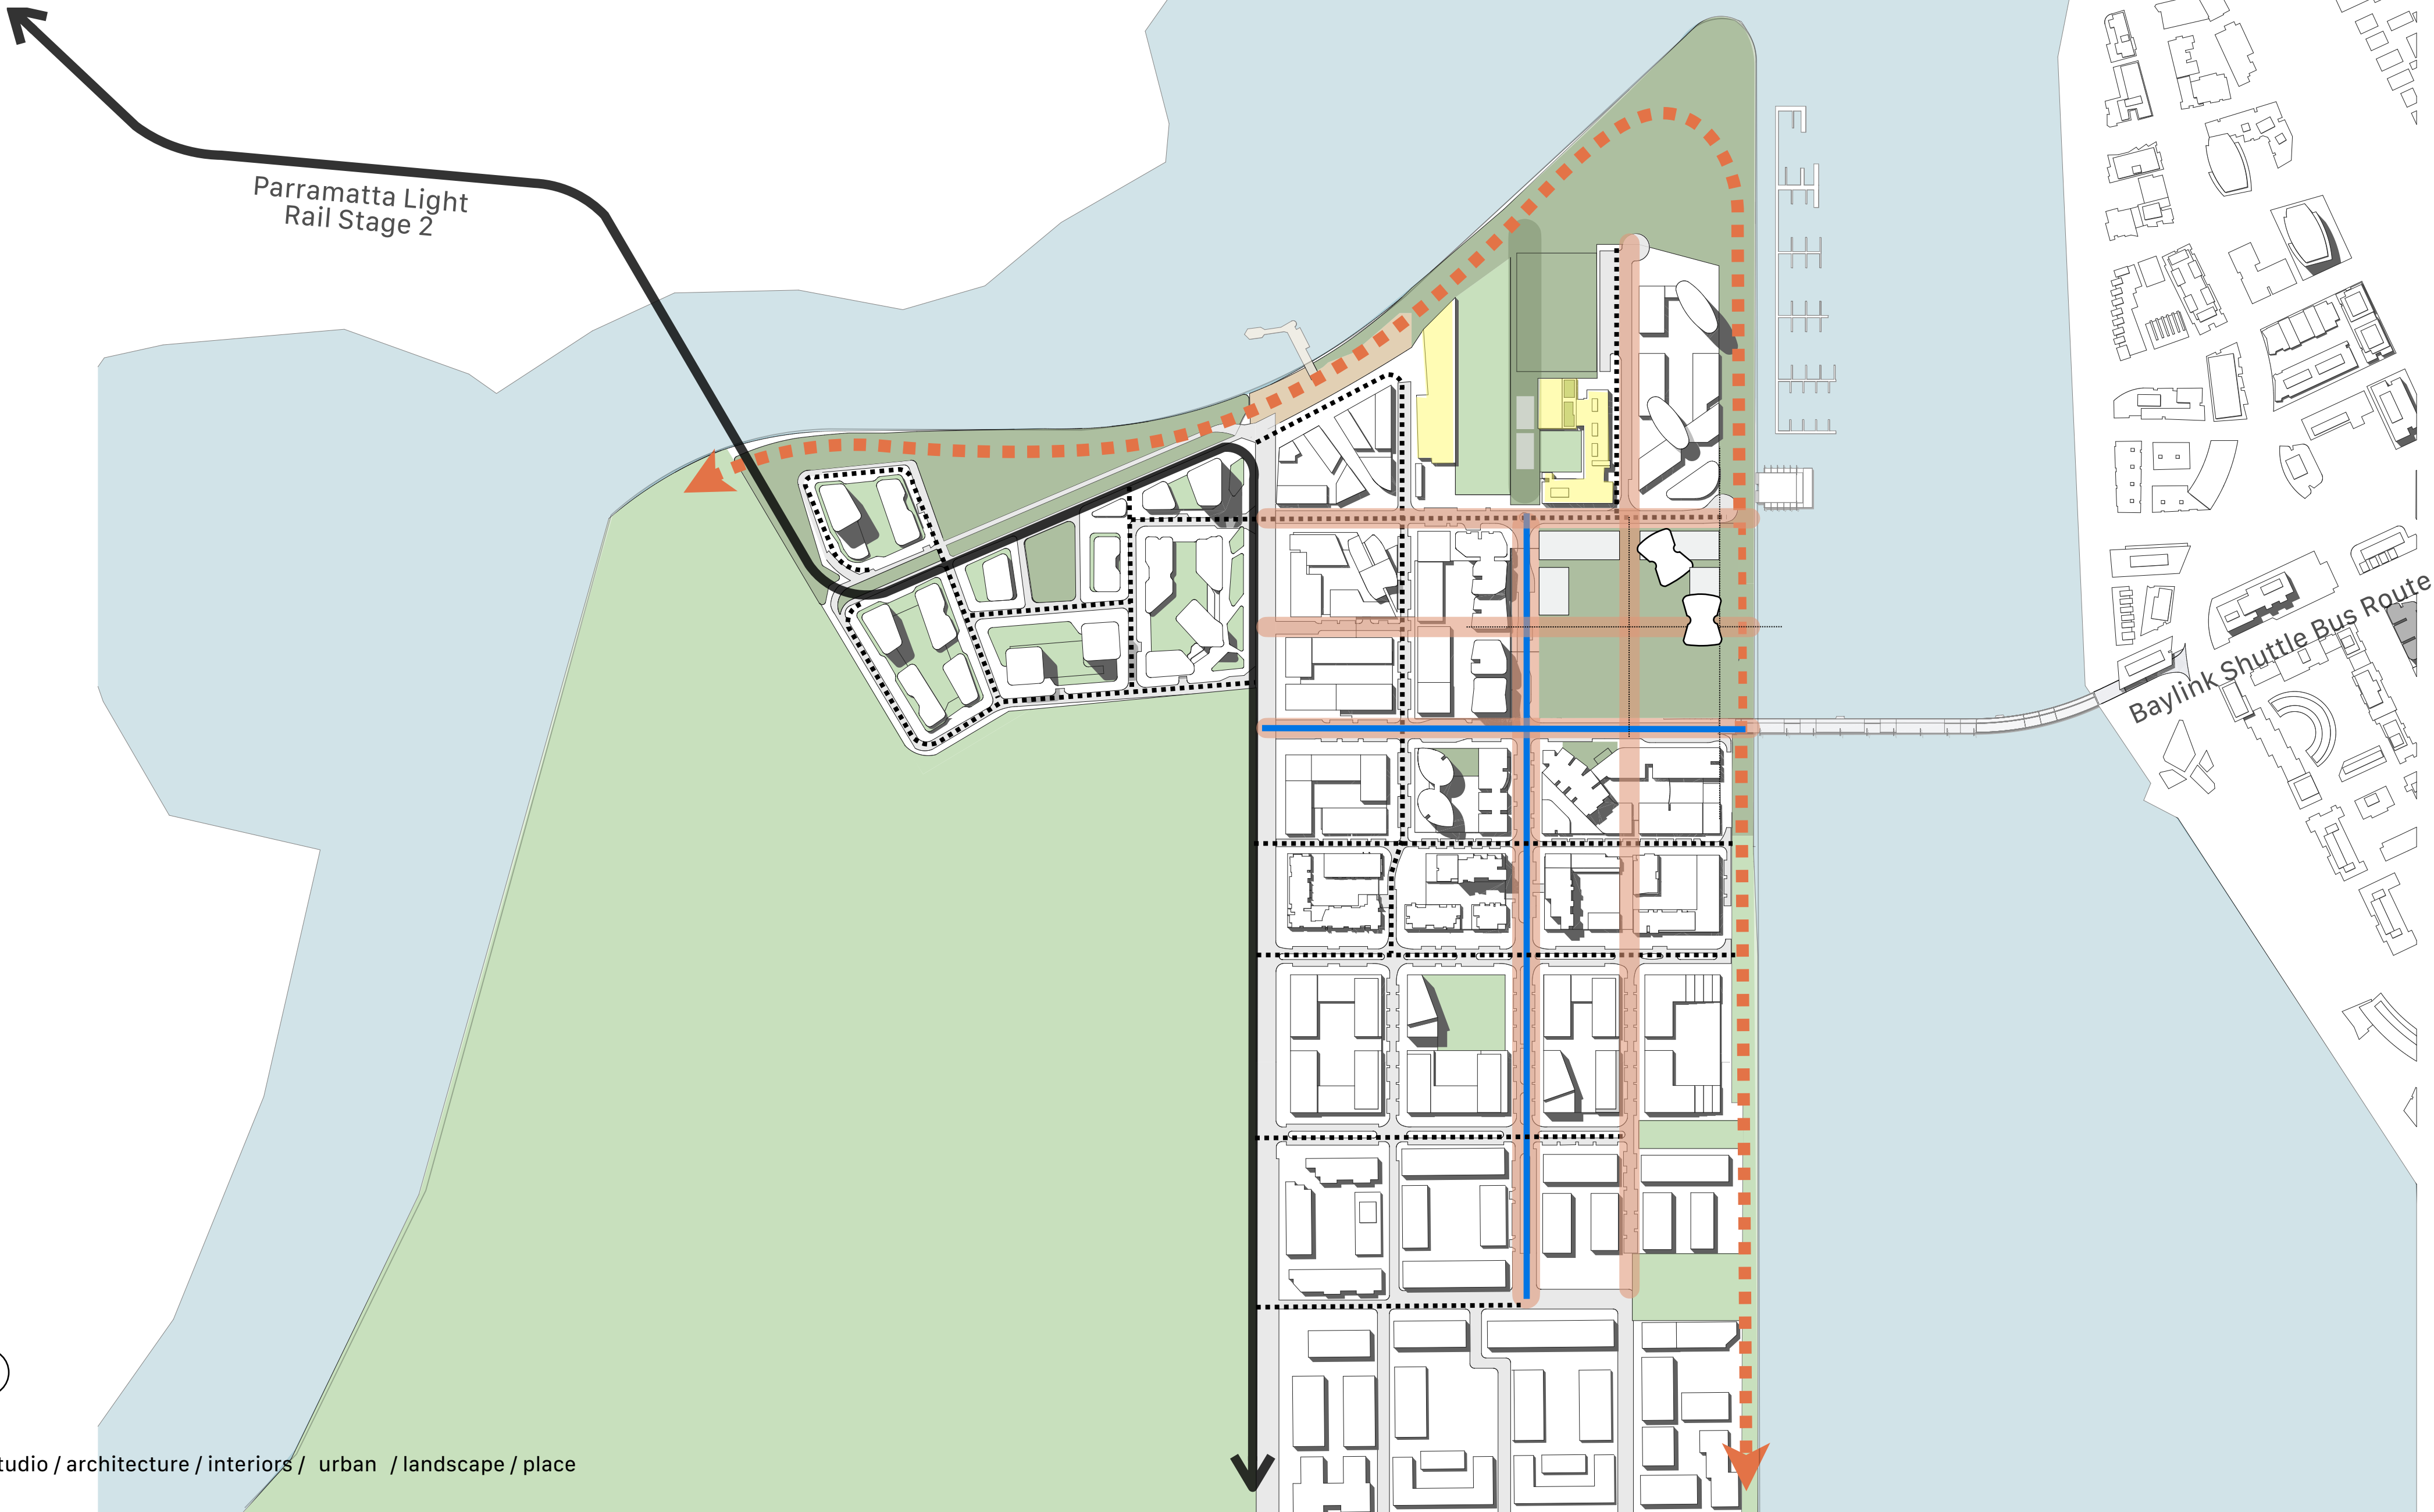 Parramatta Light
Rail Stage 2
Baylink Shuttle Bus Route
tudio / architecture / interiors / urban / landscape / place